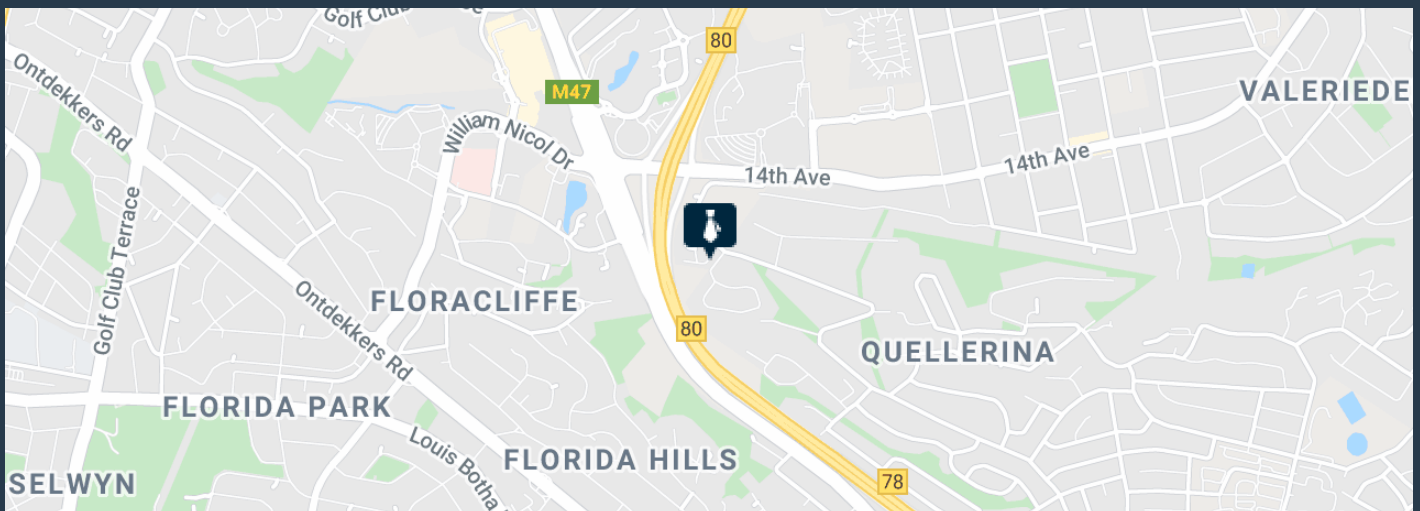 Golf Club
80
Ontdekkers Rd
M47
VALERIEDE
William Nicol Dr
14th Ave
14th Ave
Golf Club Terrace
FLORACLIFFE
Ontdekkers Rd
80
QUELLERINA
FLORIDA PARK
Louis Botha
FLORIDA HILLS
SELWYN
78